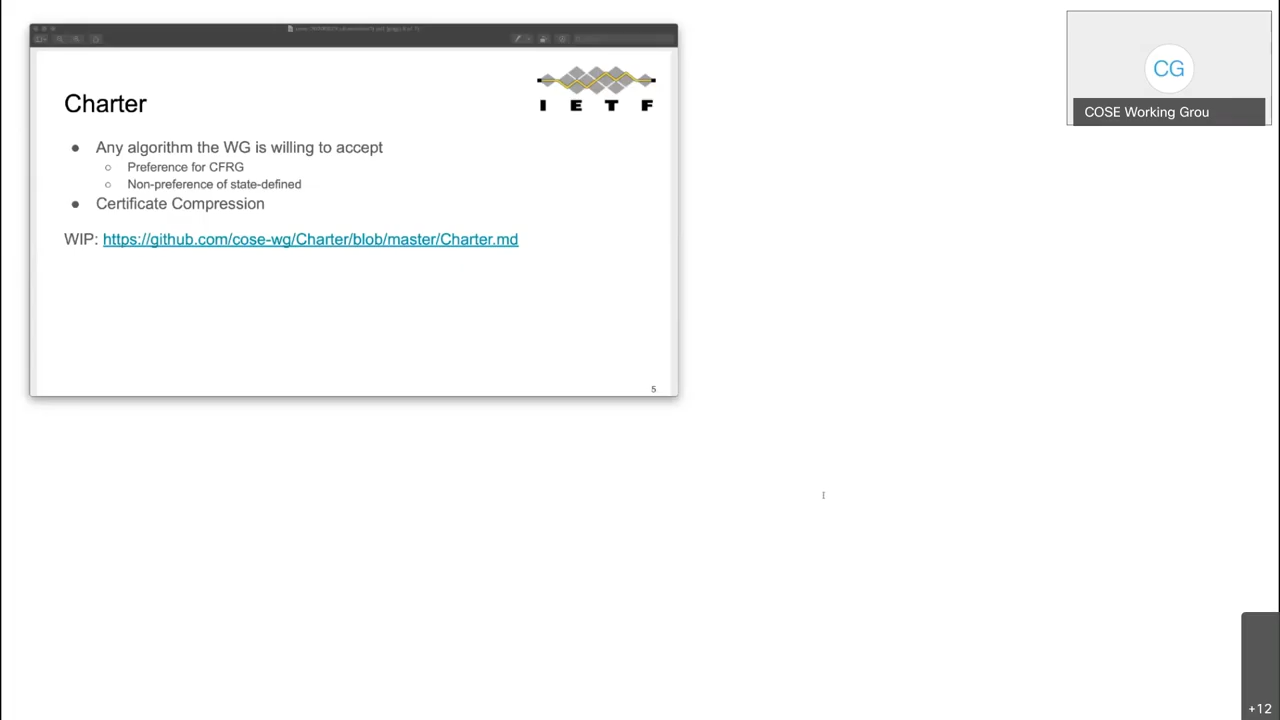 I E T F
Charter
● Any algorithm the WG is willing to accept
○ Preference for CFRG
○ Non-preference of state-defined
● Certificate Compression
WIP: https://github.com/cose-wg/Charter/blob/master/Charter.md
5
CG
COSE Working Grou
+12